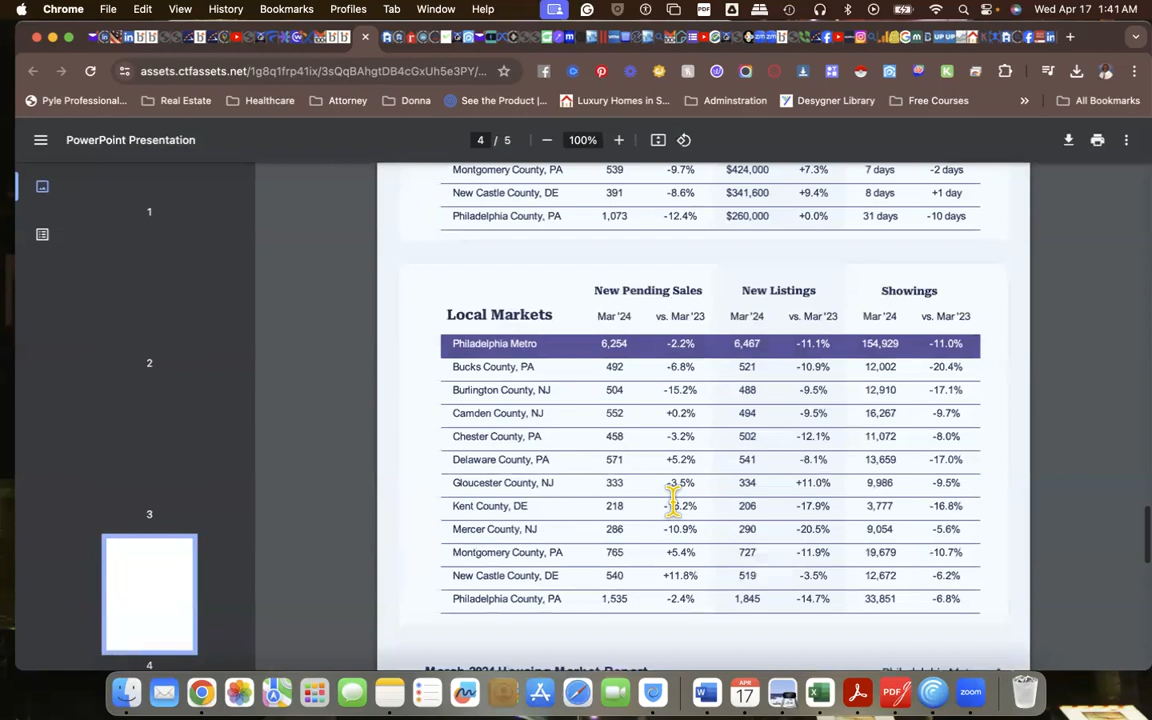 Chrome File Edit View History Bookmarks Profiles Tab Window Help Wed Apr 17 1:41 AM
assets.ctfassets.net/1g8q1frp41ix/3sQqBAhgtDB4cGxUh5e3PY/...
Pyle Professional... Real Estate Healthcare Attorney Donna See the Product |... Luxury Homes in S... Adminstration Desygner Library Free Courses » All Bookmarks
PowerPoint Presentation 4 / 5 100%
Montgomery County, PA 539 -9.7% $424,000 +7.3% 7 days -2 days
New Castle County, DE 391 -8.6% $341,600 +9.4% 8 days +1 day
Philadelphia County, PA 1,073 -12.4% $260,000 +0.0% 31 days -10 days
New Pending Sales New Listings Showings
Local Markets Mar '24 vs. Mar '23 Mar '24 vs. Mar '23 Mar '24 vs. Mar '23
Philadelphia Metro 6,254 -2.2% 6,467 -11.1% 154,929 -11.0%
Bucks County, PA 492 -6.8% 521 -10.9% 12,002 -20.4%
Burlington County, NJ 504 -15.2% 488 -9.5% 12,910 -17.1%
Camden County, NJ 552 +0.2% 494 -9.5% 16,267 -9.7%
Chester County, PA 458 -3.2% 502 -12.1% 11,072 -8.0%
Delaware County, PA 571 +5.2% 541 -8.1% 13,659 -17.0%
Gloucester County, NJ 333 -3.5% 334 +11.0% 9,986 -9.5%
Kent County, DE 218 206 -17.9% 3,777 -16.8%
Mercer County, NJ 286 -10.9% 290 -20.5% 9,054 -5.6%
Montgomery County, PA 765 +5.4% 727 -11.9% 19,679 -10.7%
New Castle County, DE 540 +11.8% 519 -3.5% 12,672 -6.2%
Philadelphia County, PA 1,535 -2.4% 1,845 -14.7% 33,851 -6.8%
March 2024 Housing Market Report Philadelphia Metro
1
2
3
4
APR
17
zoom